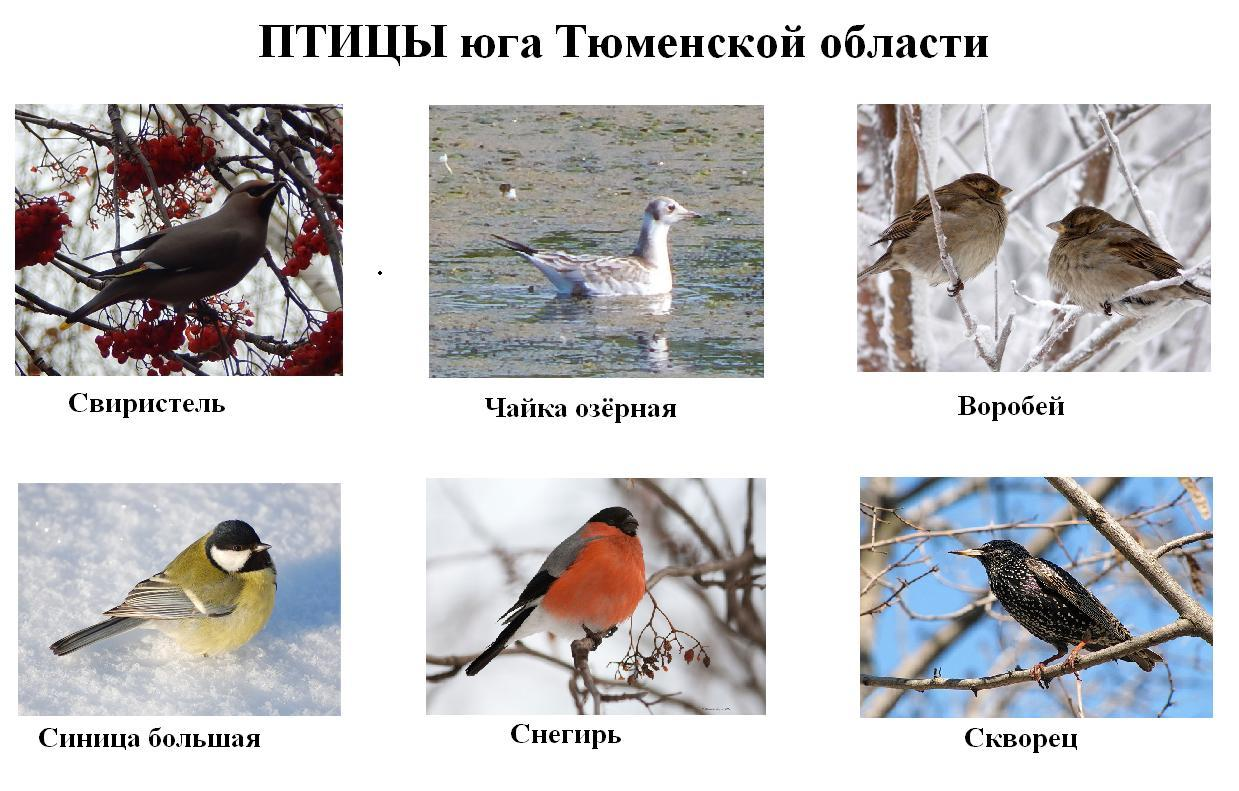 ПТИЦЫ юга Тюменской области
Свиристель
Чайка озёрная
Воробей
Синица большая
Снегирь
Скворец